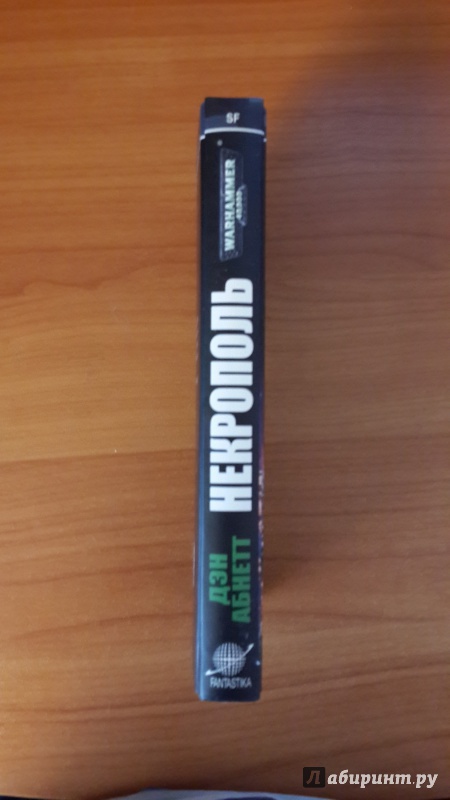 SF
WARHAMMER
40,000
НЕКРОПОЛЬ
ДЭН
АБНЕТТ
FANTASTIKA
Лабиринт.ру